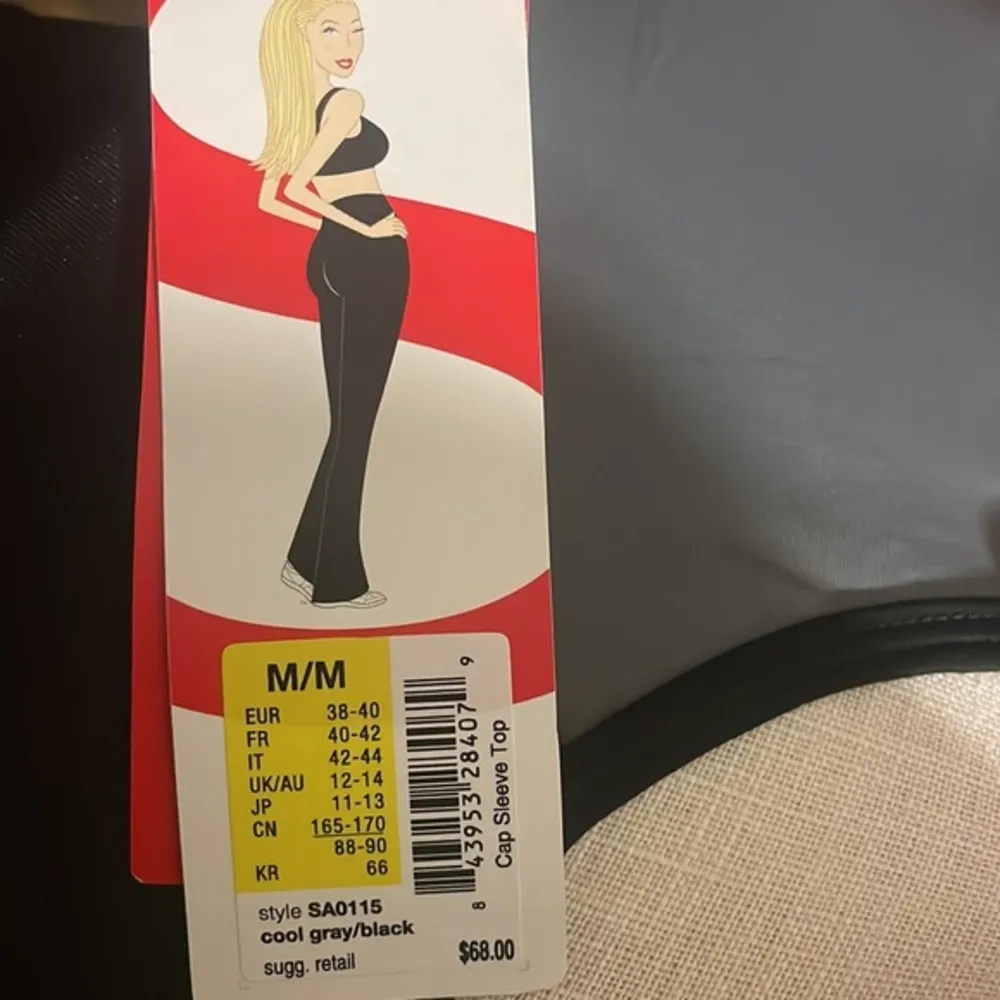 M/M
EUR 38-40
FR 40-42
IT 42-44
UK/AU 12-14
JP 11-13
CN 165-170
88-90
KR 66
style SA0115
cool gray/black
sugg. retail $68.00
8 43953 28407 9
Cap Sleeve Top